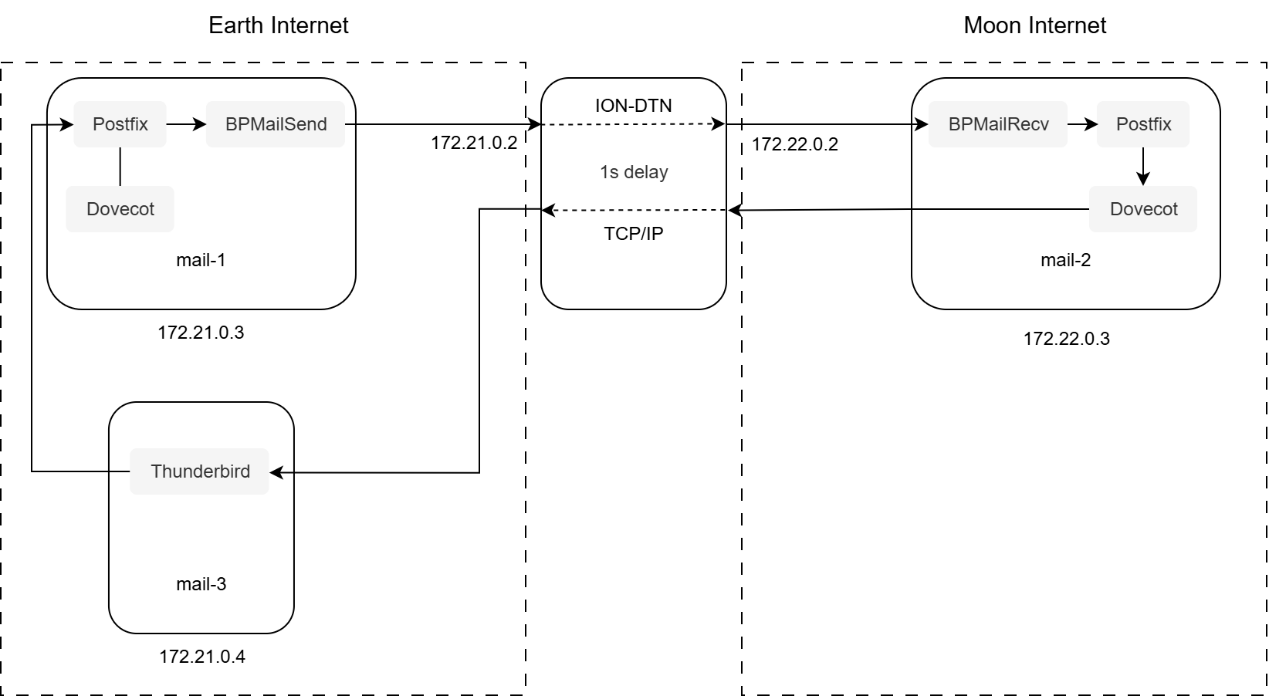 Earth Internet
Moon Internet
Postfix
BPMailSend
Dovecot
mail-1
172.21.0.3
172.21.0.2
ION-DTN
1s delay
TCP/IP
172.22.0.2
BPMailRecv
Postfix
Dovecot
mail-2
172.22.0.3
Thunderbird
mail-3
172.21.0.4